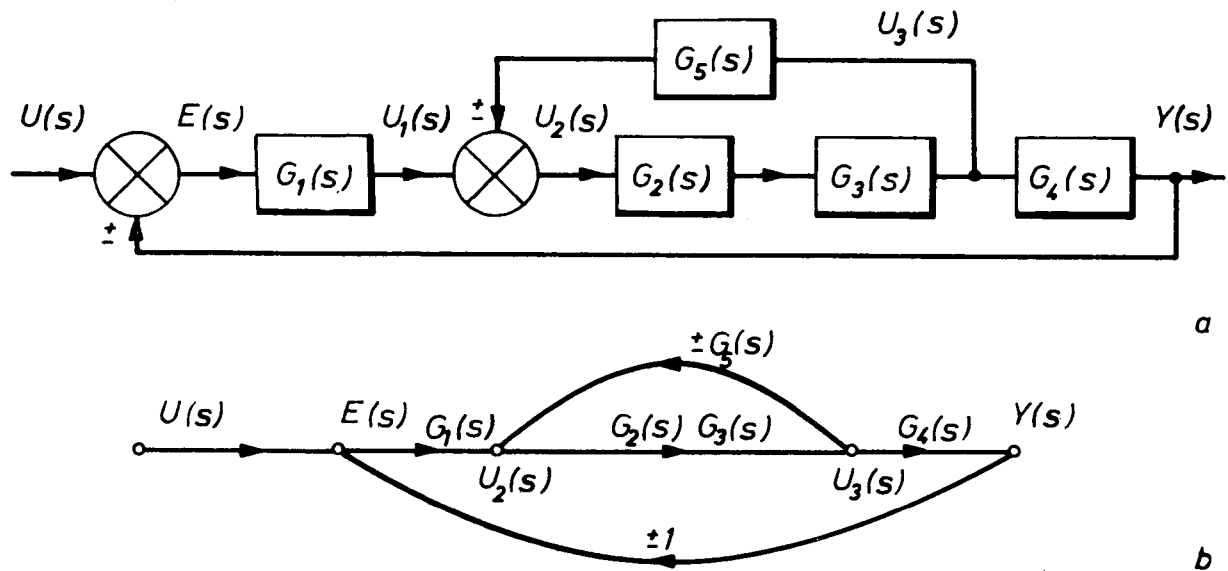 U₃(s)
G₅(s)
U(s) E(s) U₁(s) ± U₂(s) Y(s)
G₁(s) G₂(s) G₃(s) G₄(s)
±
a
±G₅(s)
U(s) E(s) G₁(s) G₂(s) G₃(s) G₄(s) Y(s)
U₂(s) U₃(s)
±1
b